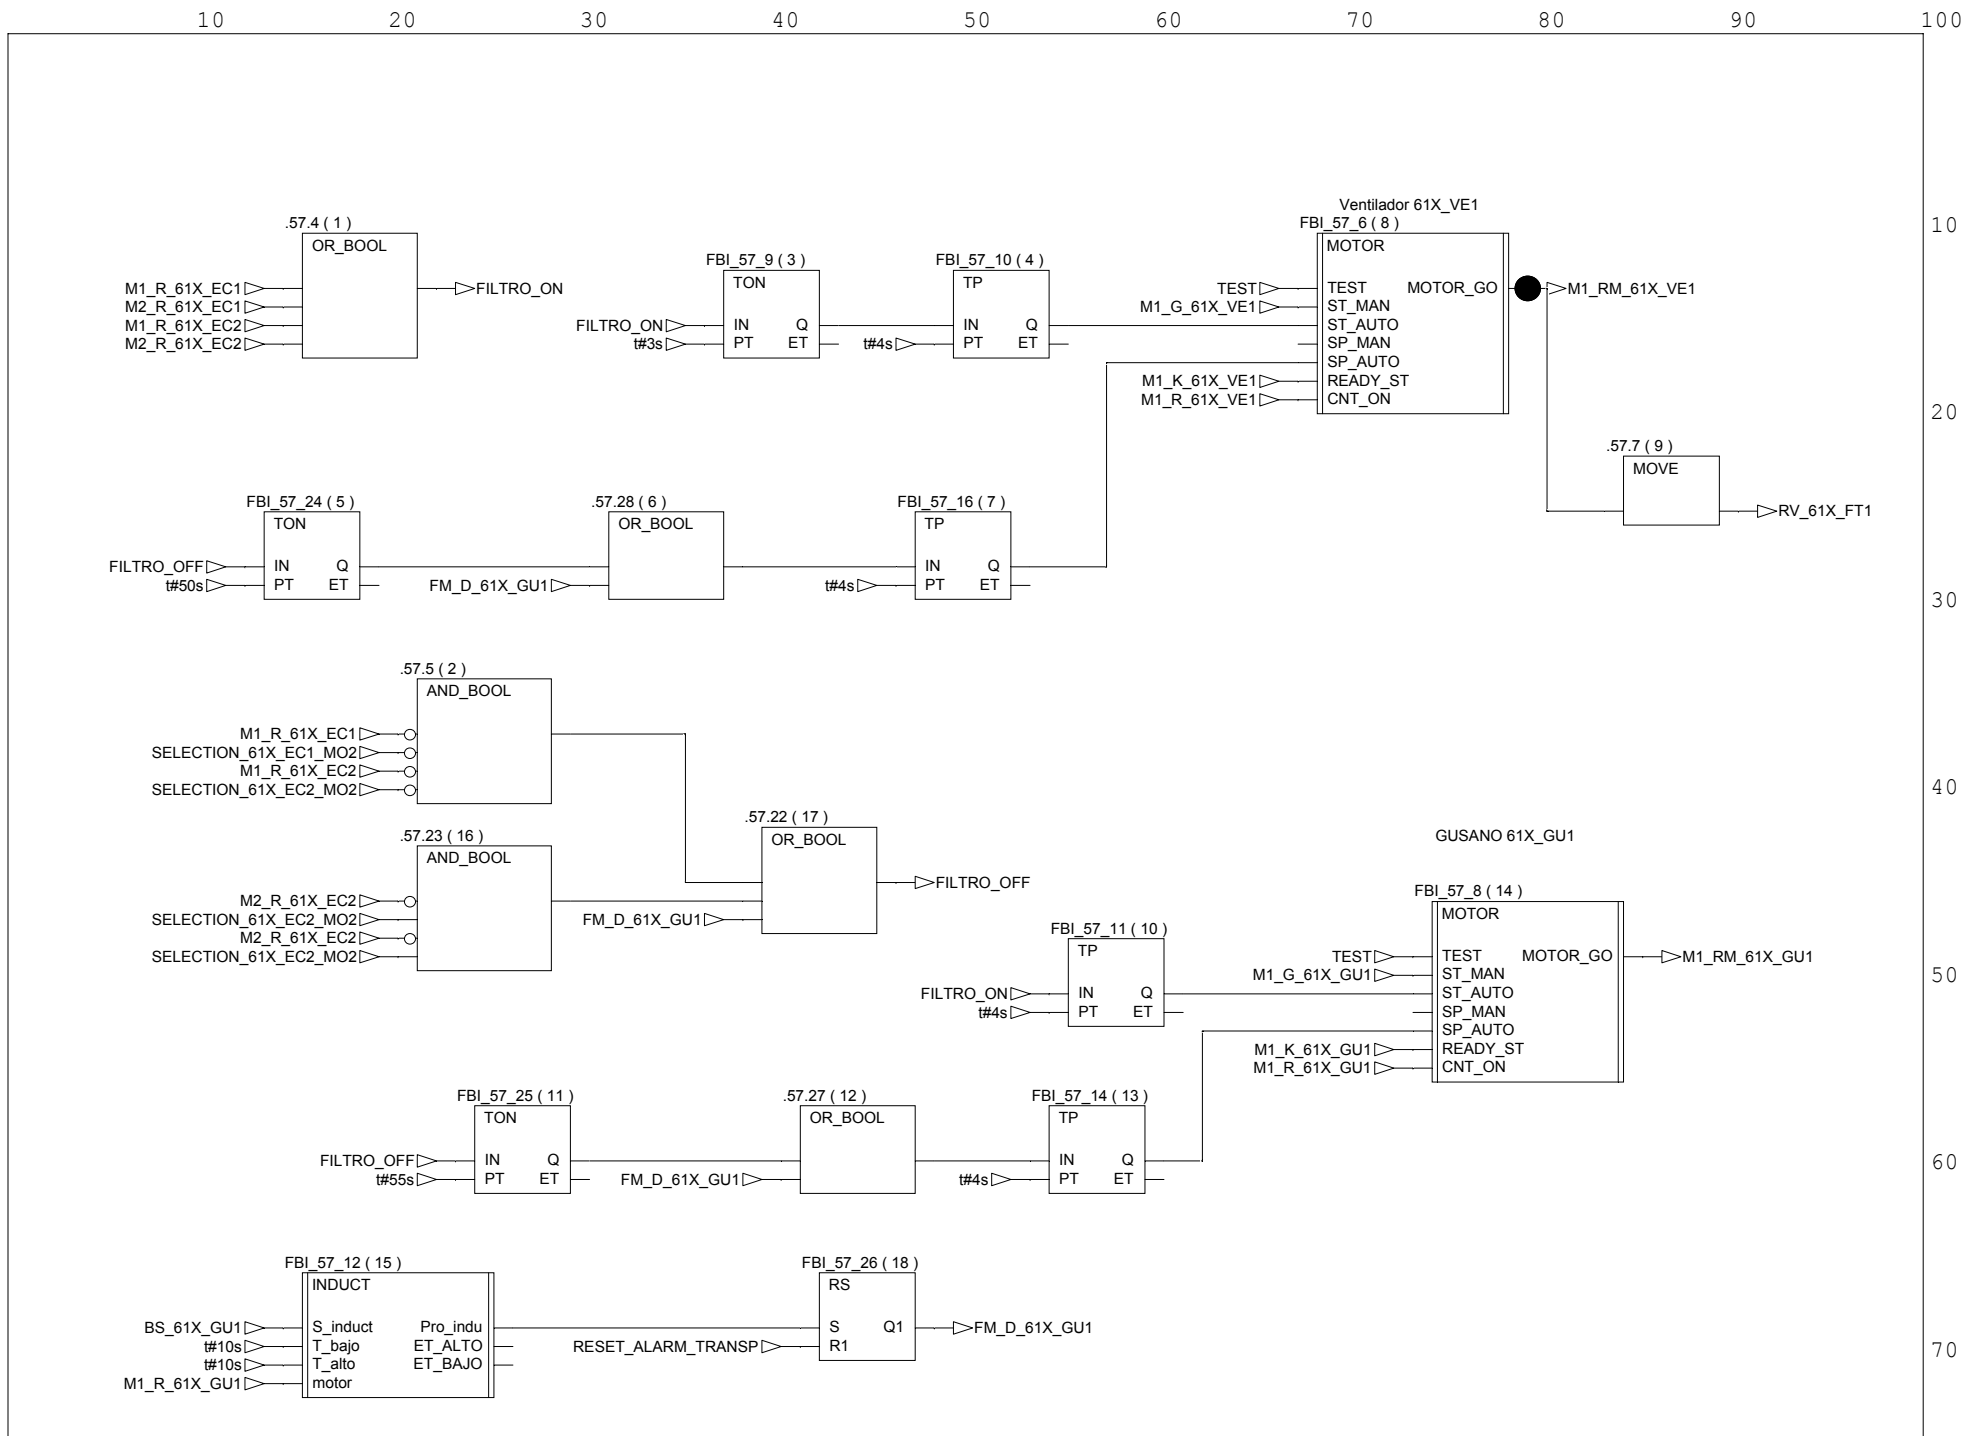 10 20 30 40 50 60 70 80 90 100
Ventilador 61X_VE1
.57.4 ( 1 )
FBI_57_6 ( 8 )
10
OR_BOOL
MOTOR
FBI_57_9 ( 3 )
FBI_57_10 ( 4 )
TON
TP
M1_R_61X_EC1
FILTRO_ON
TEST
TEST MOTOR_GO
M1_RM_61X_VE1
M2_R_61X_EC1
M1_G_61X_VE1
ST_MAN
M1_R_61X_EC2
FILTRO_ON
IN Q
IN Q
ST_AUTO
M2_R_61X_EC2
t#3s
PT ET
t#4s
PT ET
SP_MAN
SP_AUTO
M1_K_61X_VE1
READY_ST
M1_R_61X_VE1
CNT_ON
20
.57.7 ( 9 )
MOVE
FBI_57_24 ( 5 )
.57.28 ( 6 )
FBI_57_16 ( 7 )
RV_61X_FT1
TON
OR_BOOL
TP
FILTRO_OFF
IN Q
IN Q
t#50s
PT ET
FM_D_61X_GU1
t#4s
PT ET
30
.57.5 ( 2 )
AND_BOOL
M1_R_61X_EC1
SELECTION_61X_EC1_MO2
M1_R_61X_EC2
SELECTION_61X_EC2_MO2
40
.57.22 ( 17 )
.57.23 ( 16 )
OR_BOOL
GUSANO 61X_GU1
AND_BOOL
FILTRO_OFF
FBI_57_8 ( 14 )
M2_R_61X_EC2
MOTOR
SELECTION_61X_EC2_MO2
FM_D_61X_GU1
FBI_57_11 ( 10 )
M2_R_61X_EC2
TP
SELECTION_61X_EC2_MO2
TEST
TEST MOTOR_GO
M1_RM_61X_GU1
M1_G_61X_GU1
ST_MAN
50
FILTRO_ON
IN Q
ST_AUTO
t#4s
PT ET
SP_MAN
SP_AUTO
M1_K_61X_GU1
READY_ST
M1_R_61X_GU1
CNT_ON
FBI_57_25 ( 11 )
.57.27 ( 12 )
FBI_57_14 ( 13 )
TON
OR_BOOL
TP
FILTRO_OFF
IN Q
IN Q
60
t#55s
PT ET
FM_D_61X_GU1
t#4s
PT ET
FBI_57_12 ( 15 )
FBI_57_26 ( 18 )
INDUCT
RS
BS_61X_GU1
S_induct Pro_indu
S Q1
FM_D_61X_GU1
t#10s
T_bajo ET_ALTO
RESET_ALARM_TRANSP
R1
70
t#10s
T_alto ET_BAJO
M1_R_61X_GU1
motor